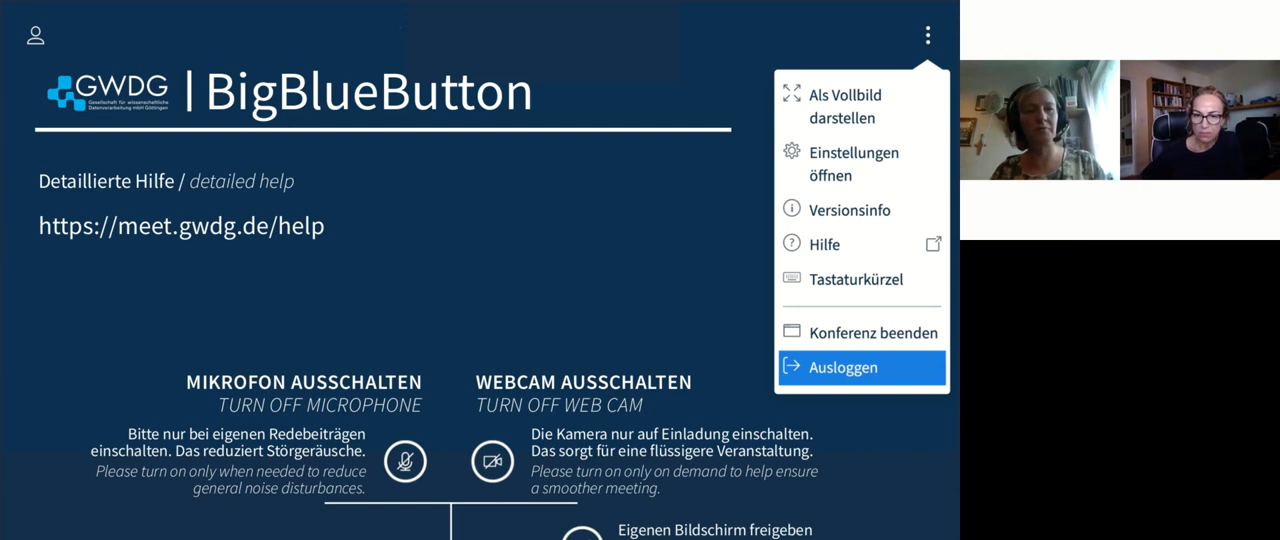 GWDG
Gesellschaft für wissenschaftliche
Datenverarbeitung mbH Göttingen
| BigBlueButton
Detaillierte Hilfe / detailed help
https://meet.gwdg.de/help
Als Vollbild
darstellen
Einstellungen
öffnen
Versionsinfo
Hilfe
Tastaturkürzel
Konferenz beenden
Ausloggen
MIKROFON AUSSCHALTEN
TURN OFF MICROPHONE
Bitte nur bei eigenen Redebeiträgen
einschalten. Das reduziert Störgeräusche.
Please turn on only when needed to reduce
general noise disturbances.
WEBCAM AUSSCHALTEN
TURN OFF WEB CAM
Die Kamera nur auf Einladung einschalten.
Das sorgt für eine flüssigere Veranstaltung.
Please turn on only on demand to help ensure
a smoother meeting.
Eigenen Bildschirm freigeben